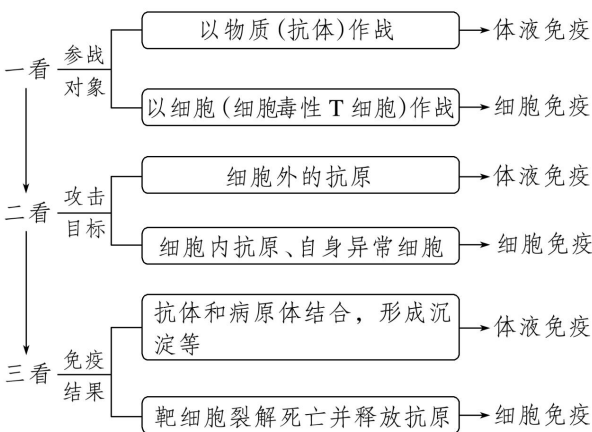 以物质(抗体)作战
体液免疫
一看
参战
对象
以细胞(细胞毒性T细胞)作战
细胞免疫
细胞外的抗原
体液免疫
二看
攻击
目标
细胞内抗原、自身异常细胞
细胞免疫
抗体和病原体结合，形成沉
淀等
体液免疫
三看
免疫
结果
靶细胞裂解死亡并释放抗原
细胞免疫